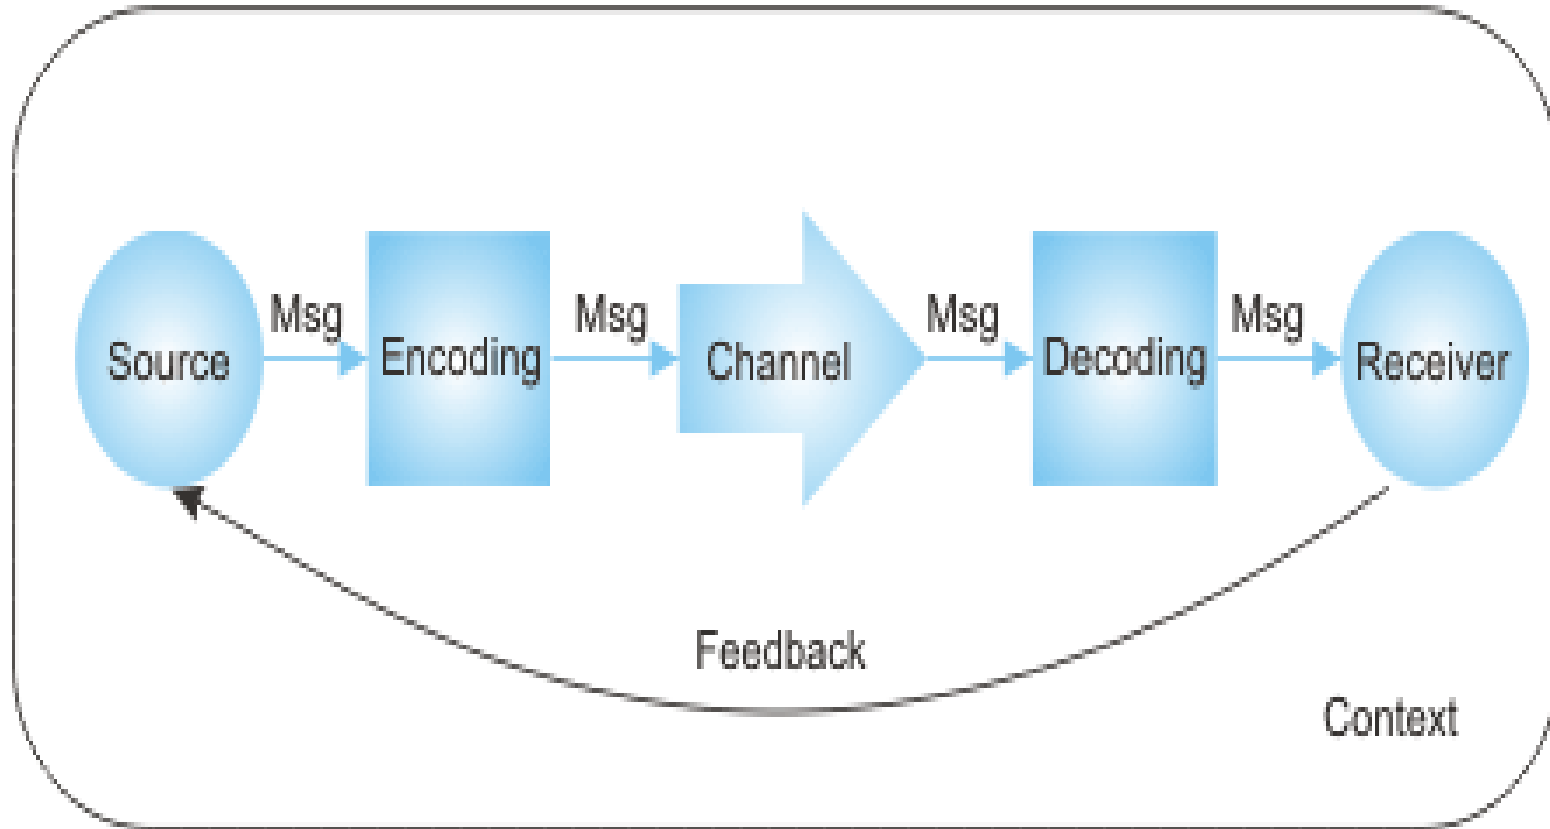 Msg
Msg
Msg
Msg
Source
Encoding
Channel
Decoding
Receiver
Feedback
Context